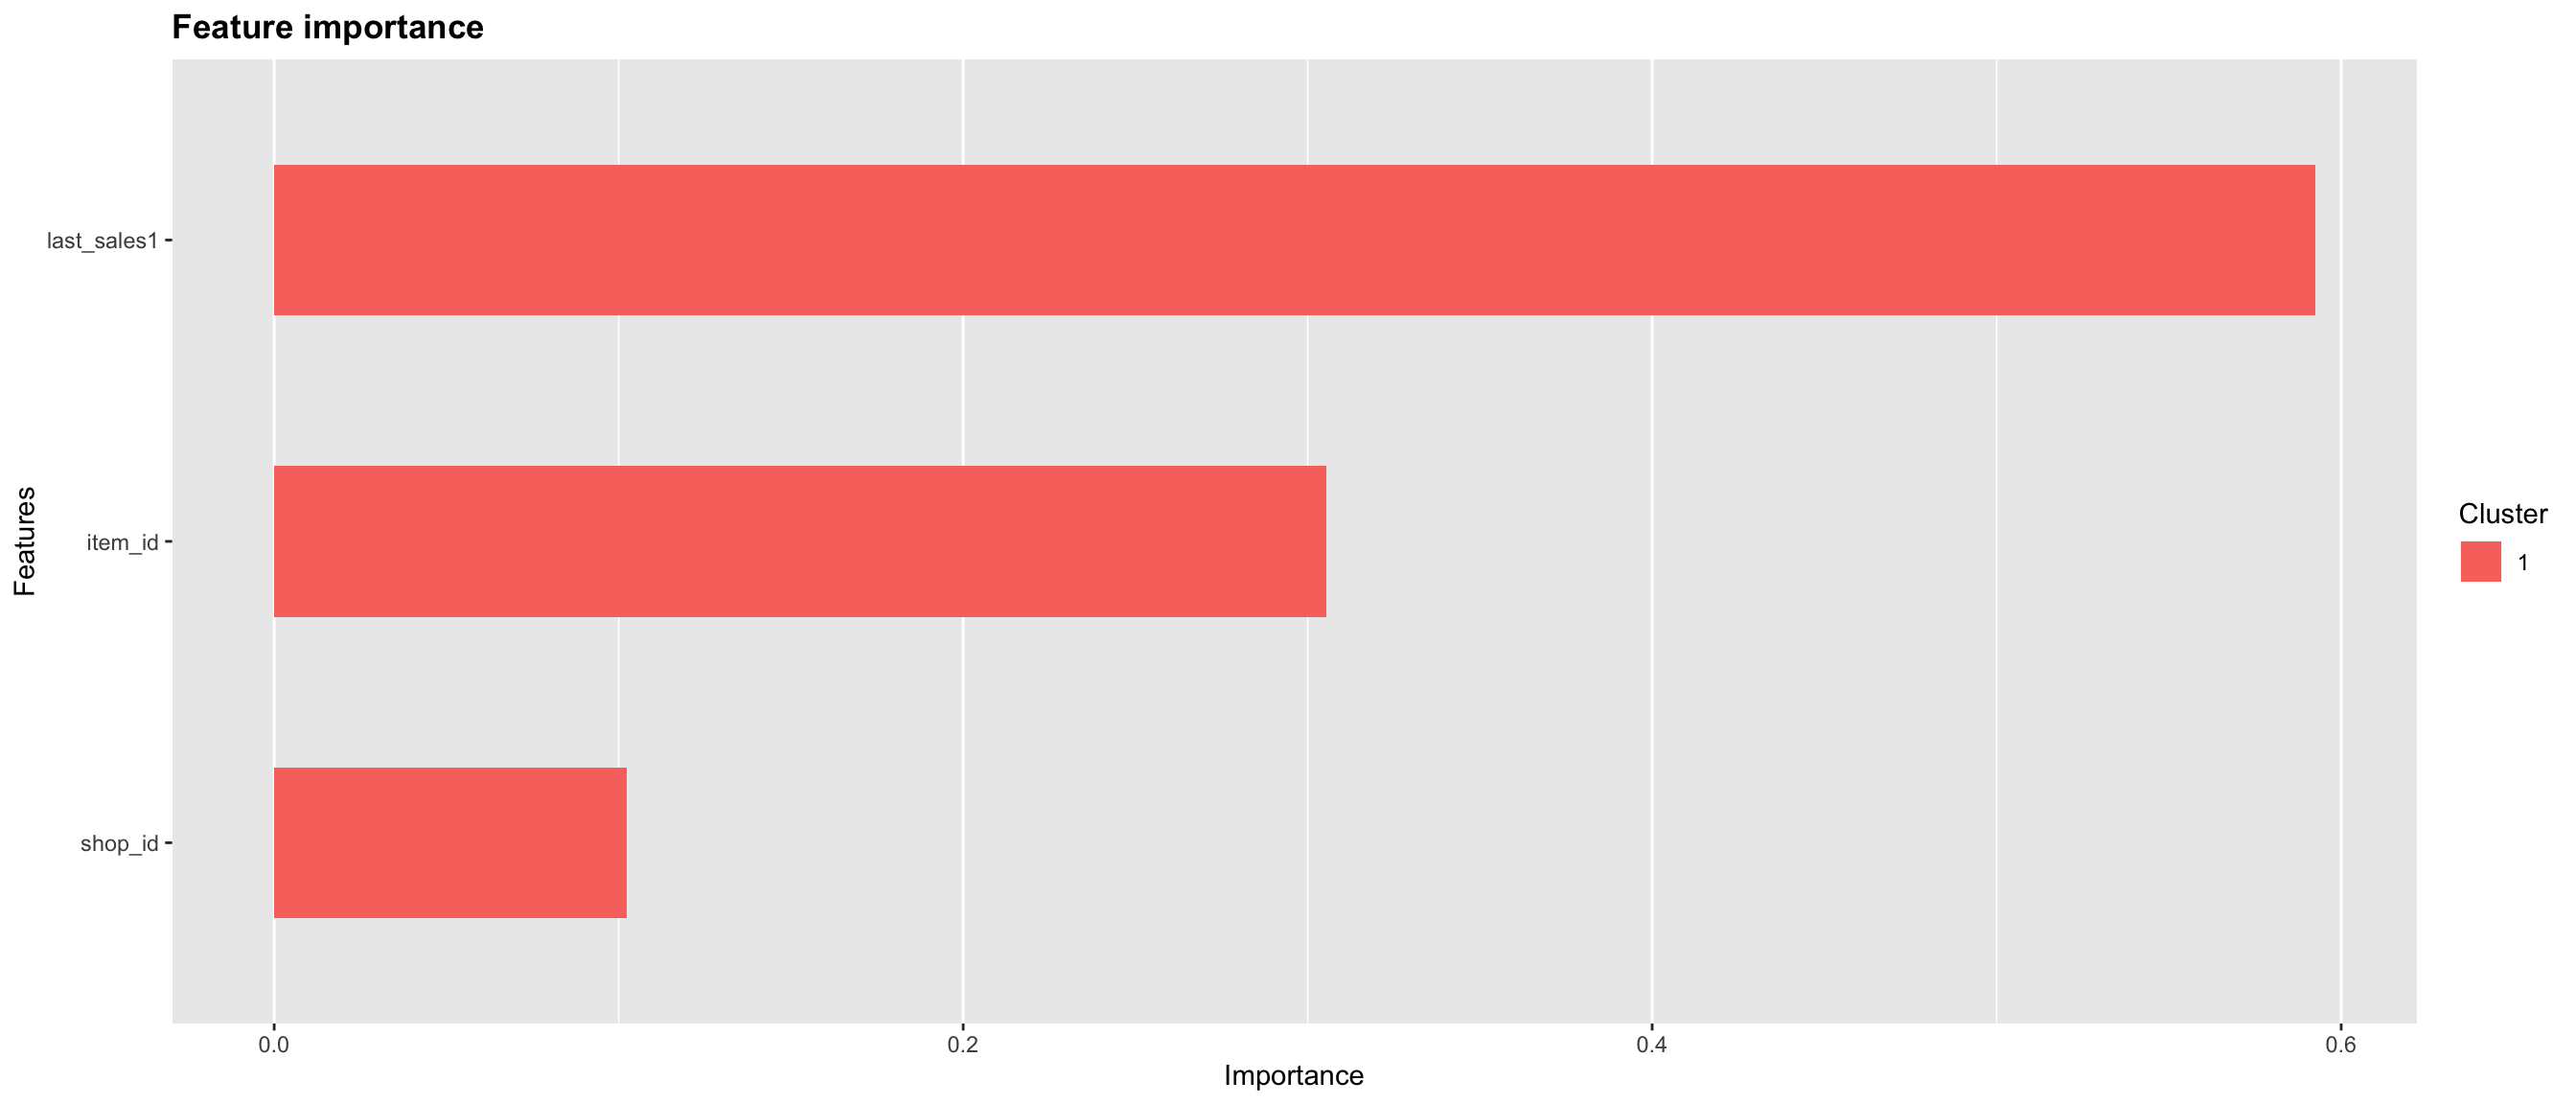 Feature importance
last_sales1
item_id
shop_id
Features
0.0
0.2
0.4
0.6
Importance
Cluster
1